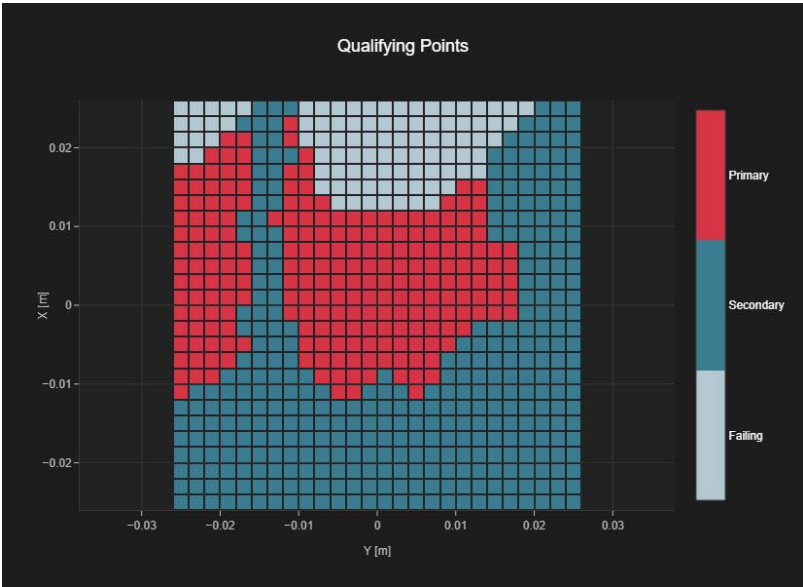 Qualifying Points
0.02
0.01
0
−0.01
−0.02
X [m]
−0.03
−0.02
−0.01
0
0.01
0.02
0.03
Y [m]
Primary
Secondary
Failing